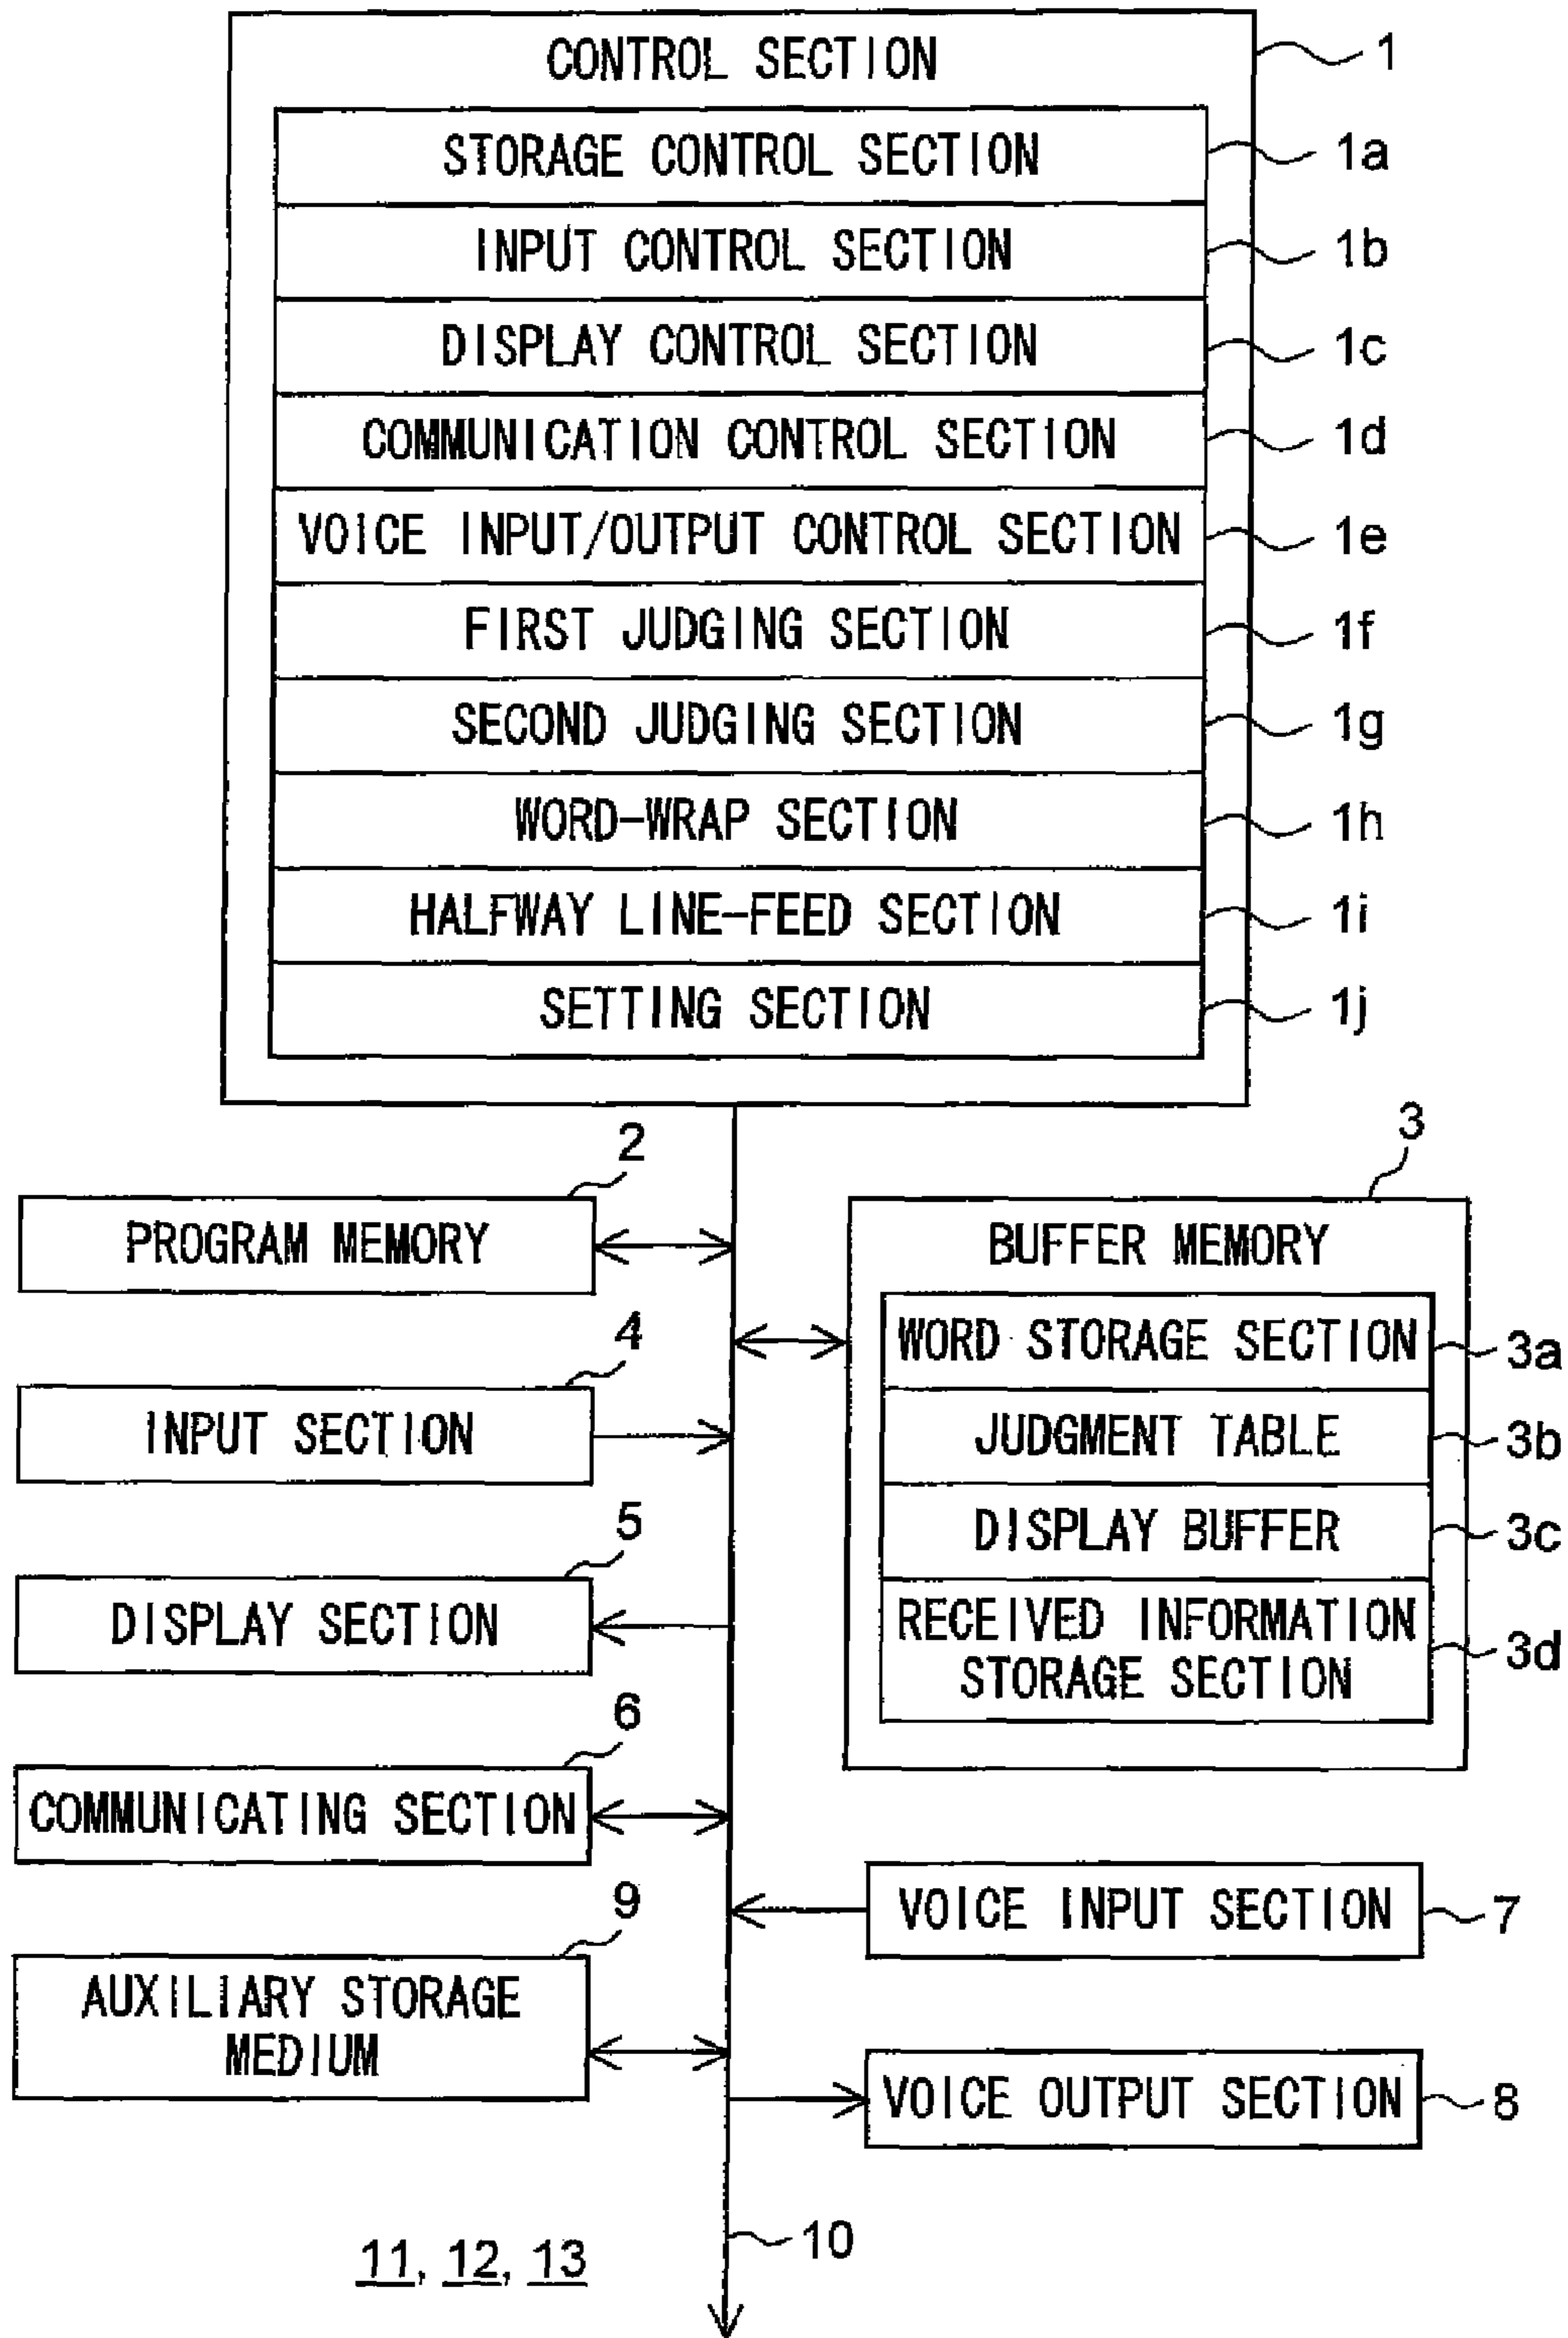 CONTROL SECTION
1
STORAGE CONTROL SECTION
1a
INPUT CONTROL SECTION
1b
DISPLAY CONTROL SECTION
1c
COMMUNICATION CONTROL SECTION
1d
VOICE INPUT/OUTPUT CONTROL SECTION
1e
FIRST JUDGING SECTION
1f
SECOND JUDGING SECTION
1g
WORD-WRAP SECTION
1h
HALFWAY LINE-FEED SECTION
1i
SETTING SECTION
1j
2
PROGRAM MEMORY
4
INPUT SECTION
5
DISPLAY SECTION
6
COMMUNICATING SECTION
9
AUXILIARY STORAGE
MEDIUM
3
BUFFER MEMORY
WORD STORAGE SECTION
3a
JUDGMENT TABLE
3b
DISPLAY BUFFER
3c
RECEIVED INFORMATION
STORAGE SECTION
3d
VOICE INPUT SECTION
7
VOICE OUTPUT SECTION
8
10
11, 12, 13